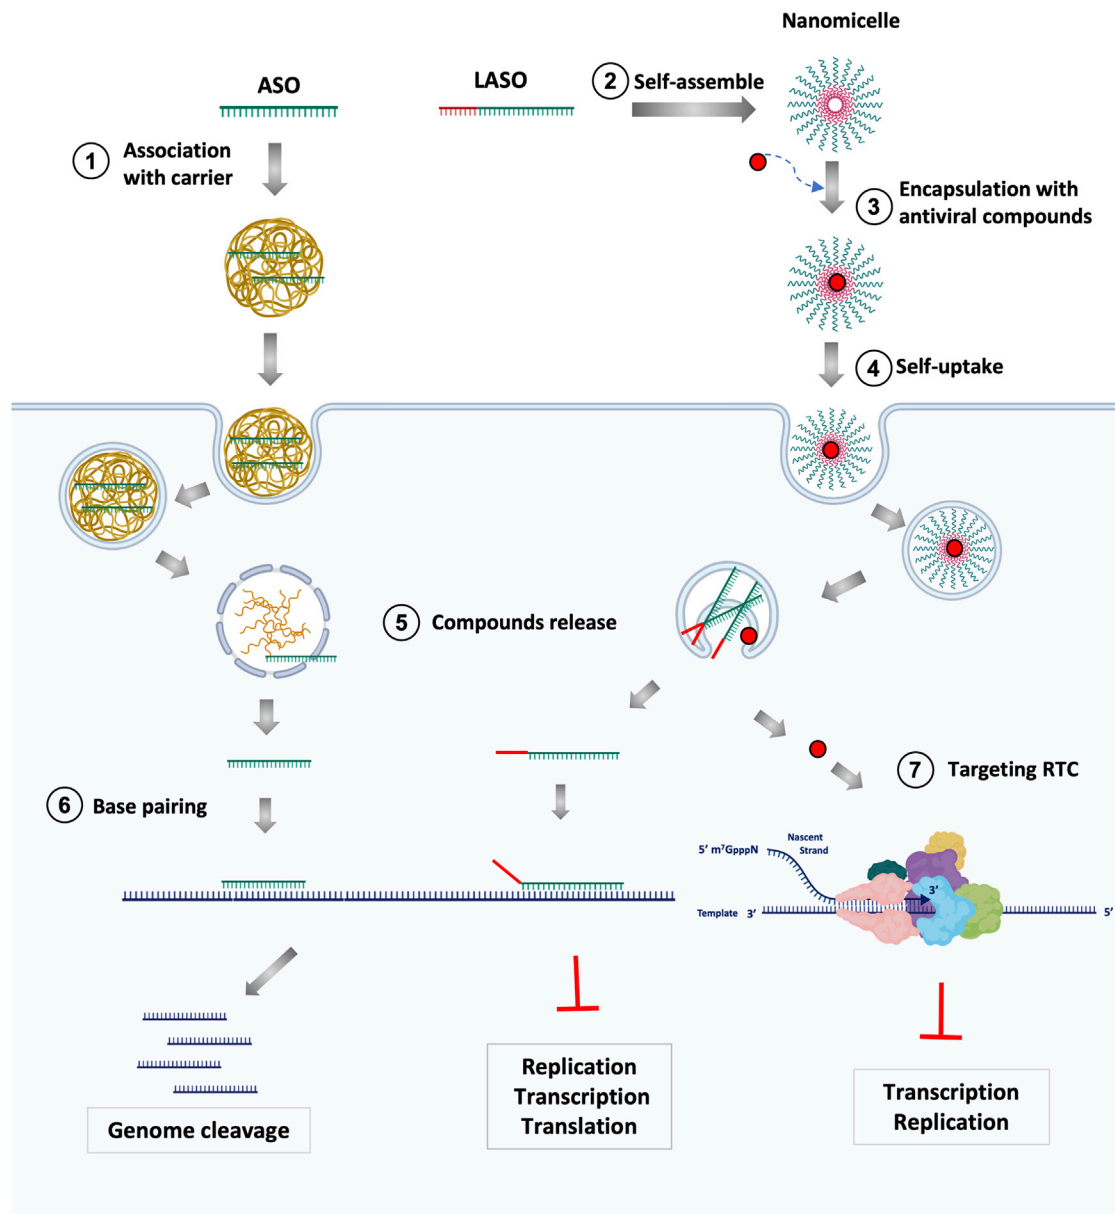 Nanomicelle
ASO
LASO
2 Self-assemble
1 Association
with carrier
3 Encapsulation with
antiviral compounds
4 Self-uptake
5 Compounds release
6 Base pairing
7 Targeting RTC
Nascent
Strand
5’ m⁷GpppN
3’
Template 3’
5’
Replication
Transcription
Translation
Transcription
Replication
Genome cleavage